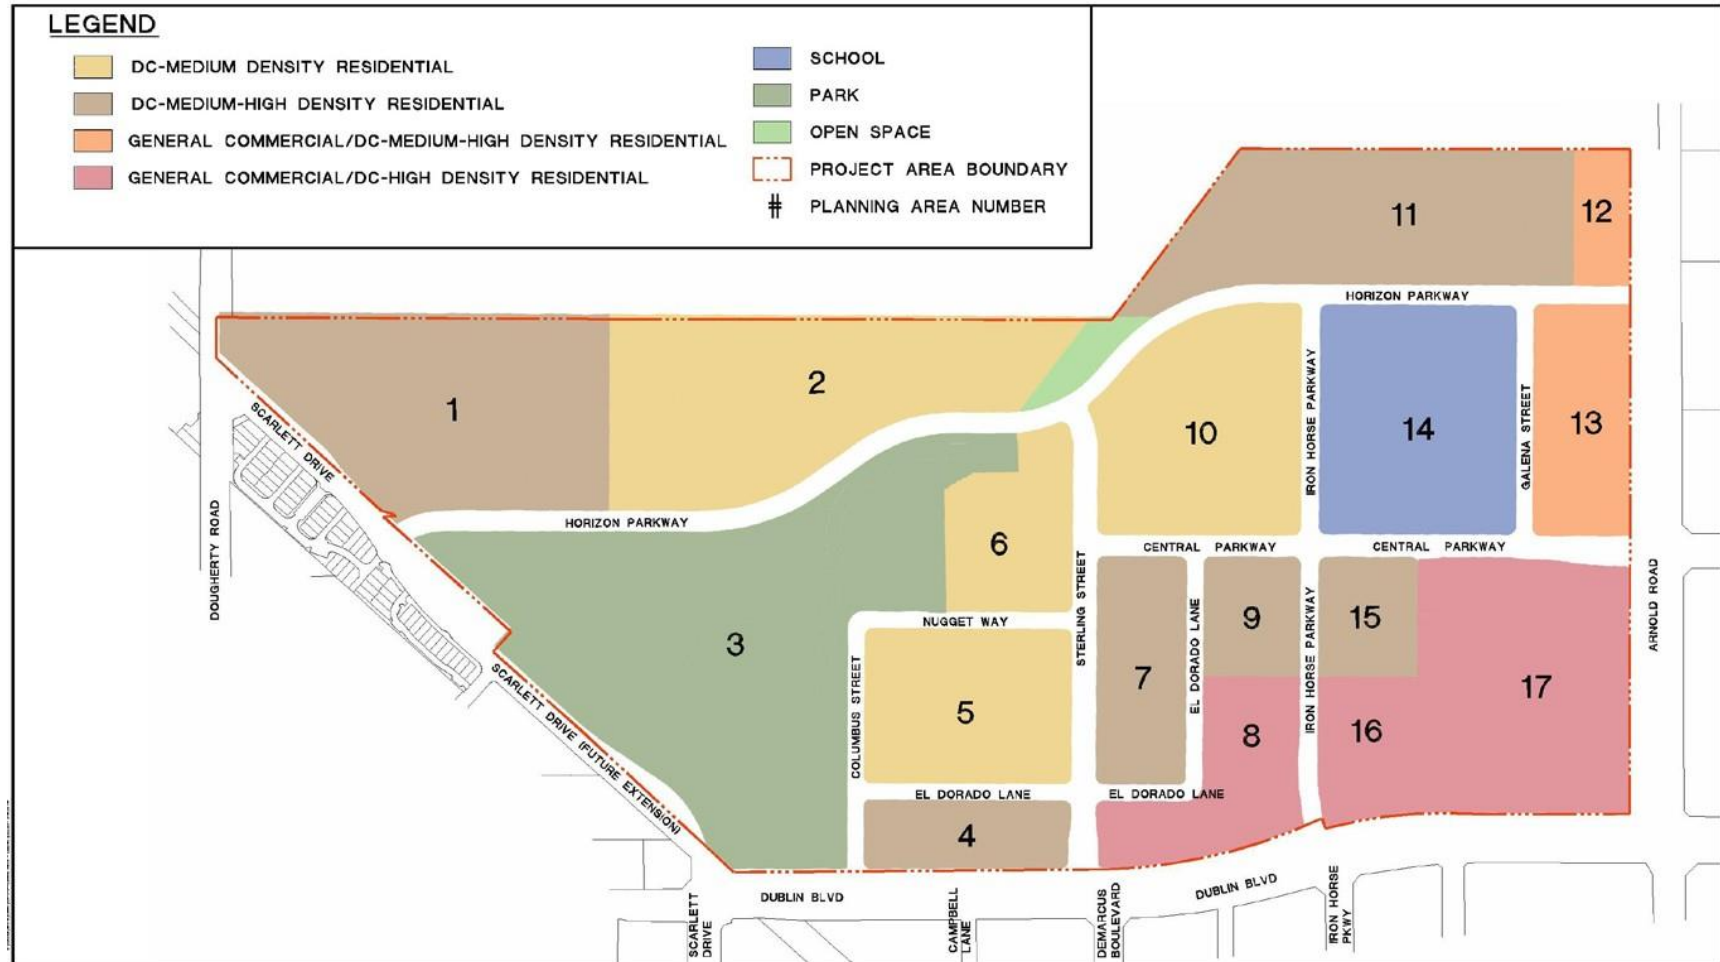 LEGEND
DC-MEDIUM DENSITY RESIDENTIAL
DC-MEDIUM-HIGH DENSITY RESIDENTIAL
GENERAL COMMERCIAL/DC-MEDIUM-HIGH DENSITY RESIDENTIAL
GENERAL COMMERCIAL/DC-HIGH DENSITY RESIDENTIAL
SCHOOL
PARK
OPEN SPACE
PROJECT AREA BOUNDARY
# PLANNING AREA NUMBER
11
12
HORIZON PARKWAY
1
2
SCARLETT DRIVE
DOUGHERTY ROAD
HORIZON PARKWAY
10
IRON HORSE PARKWAY
14
GALENA STREET
13
6
CENTRAL PARKWAY
CENTRAL PARKWAY
STERLING STREET
ARNOLD ROAD
3
NUGGET WAY
COLUMBUS STREET
5
7
EL DORADO LANE
9
IRON HORSE PARKWAY
15
17
8
16
SCARLETT DRIVE (FUTURE EXTENSION)
EL DORADO LANE
EL DORADO LANE
4
DUBLIN BLVD
DUBLIN BLVD
SCARLETT
DRIVE
CAMPBELL
LANE
DEMARCUS
BOULEVARD
IRON HORSE
PKWY